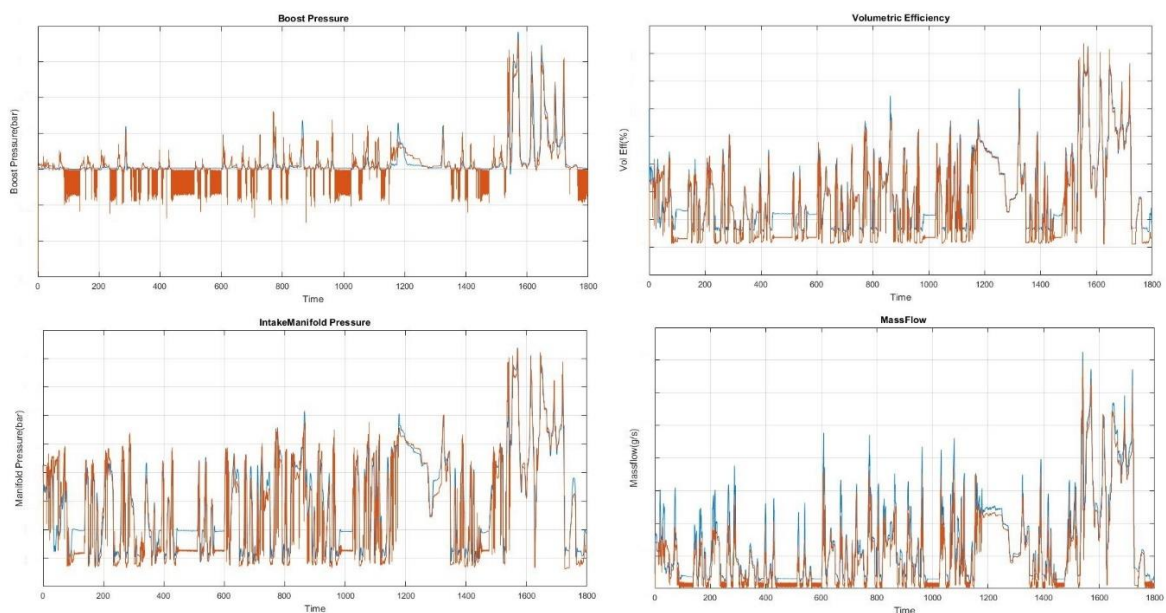 Boost Pressure
Boost Pressure(bar)
0 200 400 600 800 1000 1200 1400 1600 1800
Time
Volumetric Efficiency
Vol Eff(%)
0 200 400 600 800 1000 1200 1400 1600 1800
Time
IntakeManifold Pressure
Manifold Pressure(bar)
0 200 400 600 800 1000 1200 1400 1600 1800
Time
MassFlow
Massflow(g/s)
0 200 400 600 800 1000 1200 1400 1600 1800
Time